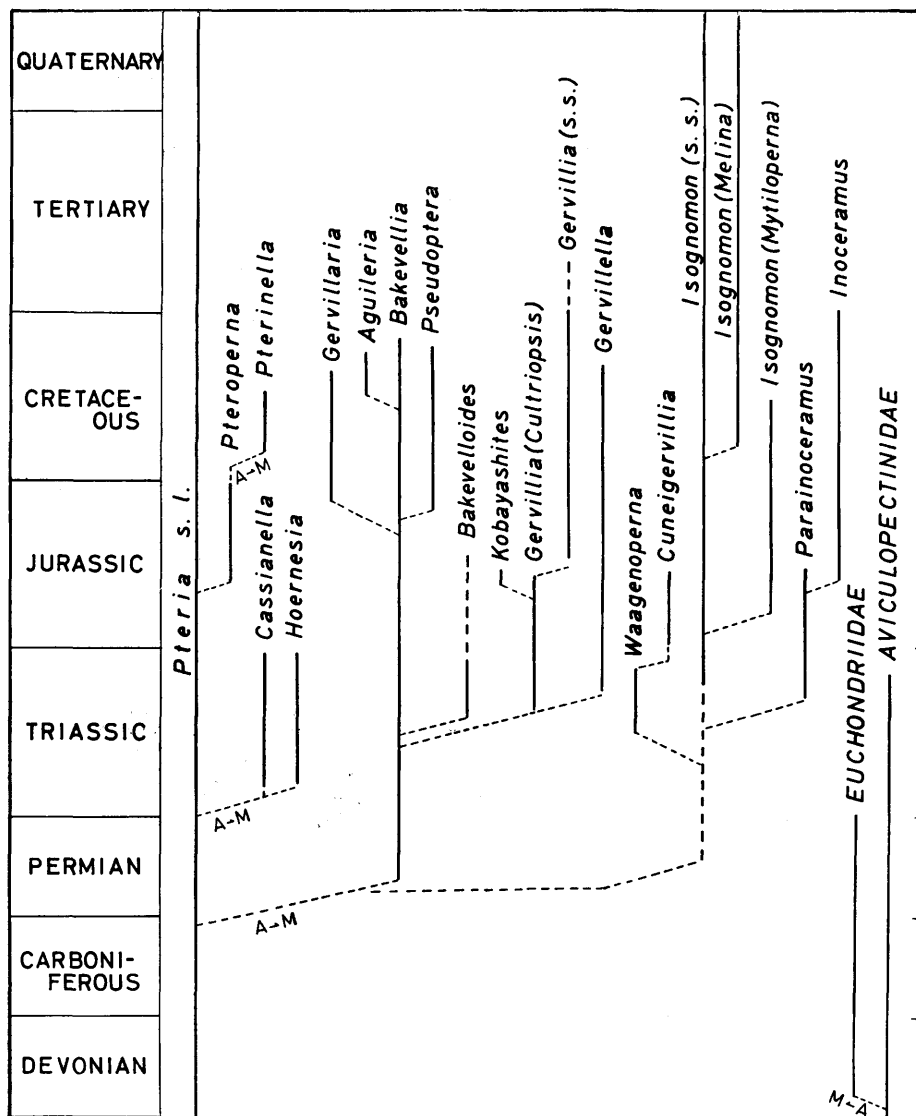 QUATERNARY
TERTIARY
CRETACE-
OUS
JURASSIC
TRIASSIC
PERMIAN
CARBONI-
FEROUS
DEVONIAN
Pteria s. l.
Pteroperna
Pterinella
A→M
Cassianella
Hoernesia
A→M
A→M
Gervillaria
Aguileria
Bakevellia
Pseudoptera
Bakevelloides
Kobayashites
Gervillia (Cultriopsis)
Gervillia (s.s.)
Gervillella
Waagenoperna
Cuneigervillia
Isognomon (s. s.)
Isognomon (Melina)
Isognomon (Mytiloperna)
Parainoceramus
Inoceramus
EUCHONDRIIDAE
AVICULOPECTINIDAE
M→A